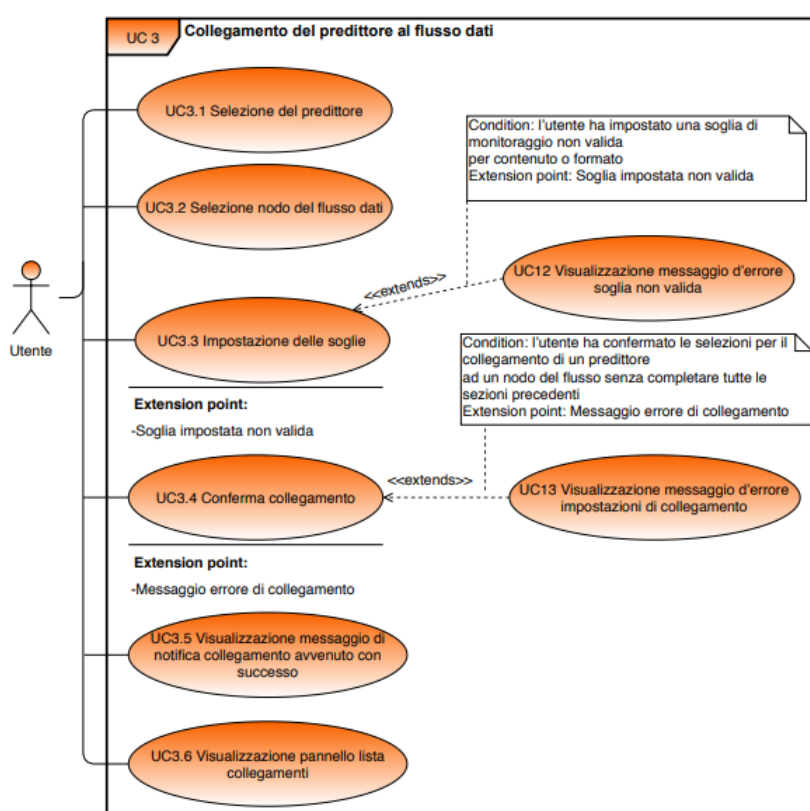 UC 3
Collegamento del predittore al flusso dati
UC3.1 Selezione del predittore
Condition: l'utente ha impostato una soglia di
monitoraggio non valida
per contenuto o formato
Extension point: Soglia impostata non valida
UC3.2 Selezione nodo del flusso dati
UC12 Visualizzazione messaggio d'errore
soglia non valida
<<extends>>
Utente
UC3.3 Impostazione delle soglie
Condition: l'utente ha confermato le selezioni per il
collegamento di un predittore
ad un nodo del flusso senza completare tutte le
sezioni precedenti
Extension point: Messaggio errore di collegamento
Extension point:
-Soglia impostata non valida
<<extends>>
UC3.4 Conferma collegamento
UC13 Visualizzazione messaggio d'errore
impostazioni di collegamento
Extension point:
-Messaggio errore di collegamento
UC3.5 Visualizzazione messaggio di
notifica collegamento avvenuto con
successo
UC3.6 Visualizzazione pannello lista
collegamenti